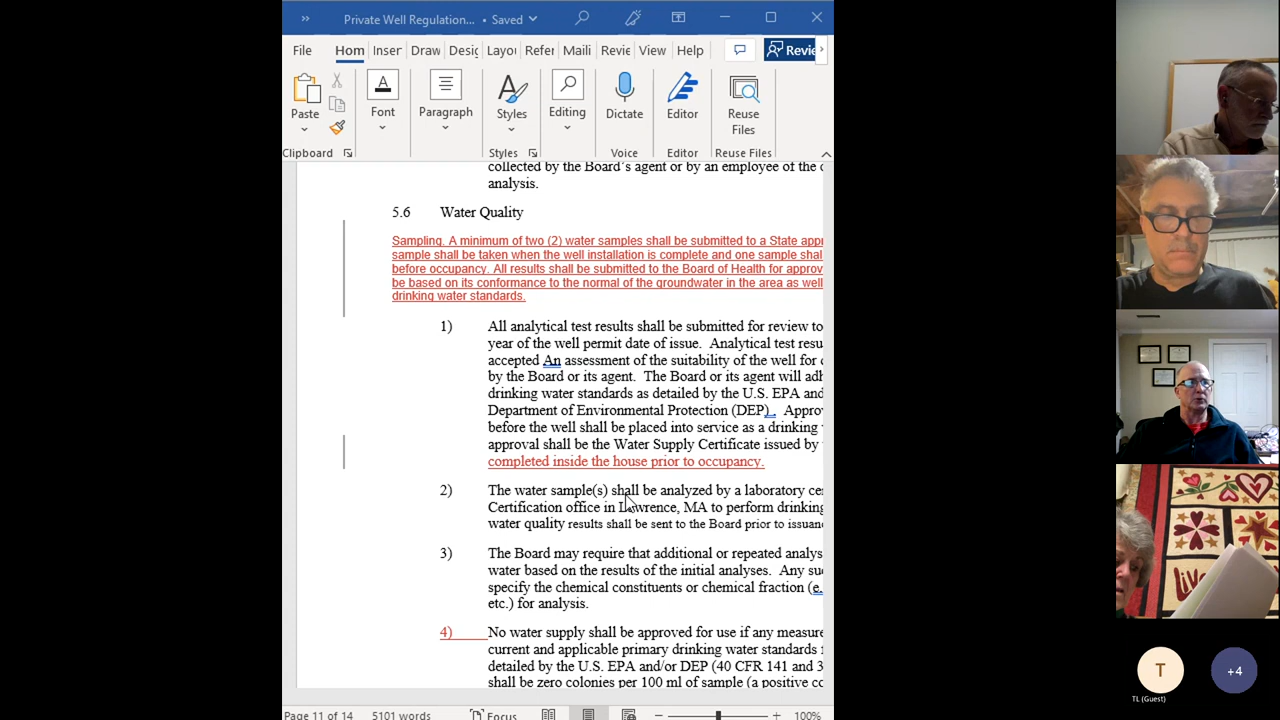 Private Well Regulation... • Saved
File Hom Inser Draw Desig Layou Refer Maili Revie View Help Revie
Paste Font Paragraph Styles Editing Dictate Editor Reuse Files
Clipboard Styles Voice Editor Reuse Files
collected by the Board's agent or by an employee of the
analysis.
5.6 Water Quality
Sampling. A minimum of two (2) water samples shall be submitted to a State appr
sample shall be taken when the well installation is complete and one sample shal
before occupancy. All results shall be submitted to the Board of Health for approv
be based on its conformance to the normal of the groundwater in the area as well
drinking water standards.
1) All analytical test results shall be submitted for review to
year of the well permit date of issue. Analytical test resu
accepted An assessment of the suitability of the well for
by the Board or its agent. The Board or its agent will adh
drinking water standards as detailed by the U.S. EPA and
Department of Environmental Protection (DEP) . Approv
before the well shall be placed into service as a drinking
approval shall be the Water Supply Certificate issued by
completed inside the house prior to occupancy.
2) The water sample(s) shall be analyzed by a laboratory cer
Certification office in Lawrence, MA to perform drinking
water quality results shall be sent to the Board prior to issuanc
3) The Board may require that additional or repeated analys
water based on the results of the initial analyses. Any suc
specify the chemical constituents or chemical fraction (e.
etc.) for analysis.
4) No water supply shall be approved for use if any measure
current and applicable primary drinking water standards
detailed by the U.S. EPA and/or DEP (40 CFR 141 and 3
shall be zero colonies per 100 ml of sample (a positive co
Page 11 of 14 5101 words Focus 100%
T
+4
TL (Guest)